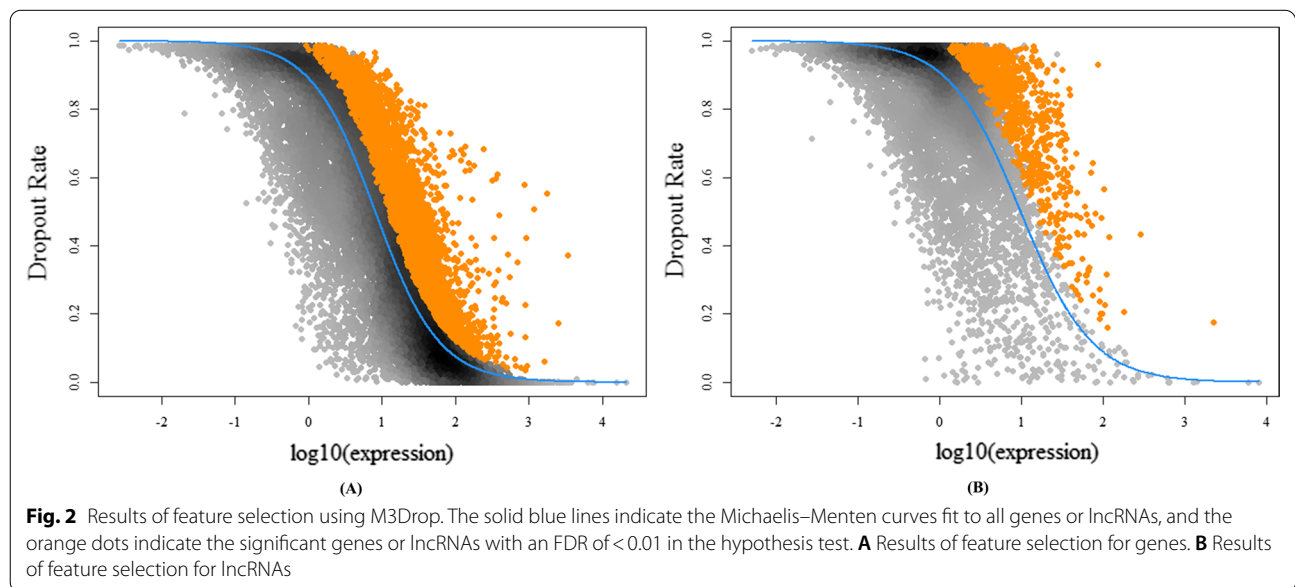 1.0
0.8
0.6
0.4
0.2
0.0
Dropout Rate
-2 -1 0 1 2 3 4
log10(expression)
(A)
1.0
0.8
0.6
0.4
0.2
0.0
Dropout Rate
-2 -1 0 1 2 3 4
log10(expression)
(B)
Fig. 2 Results of feature selection using M3Drop. The solid blue lines indicate the Michaelis–Menten curves fit to all genes or lncRNAs, and the
orange dots indicate the significant genes or lncRNAs with an FDR of < 0.01 in the hypothesis test. A Results of feature selection for genes. B Results
of feature selection for lncRNAs